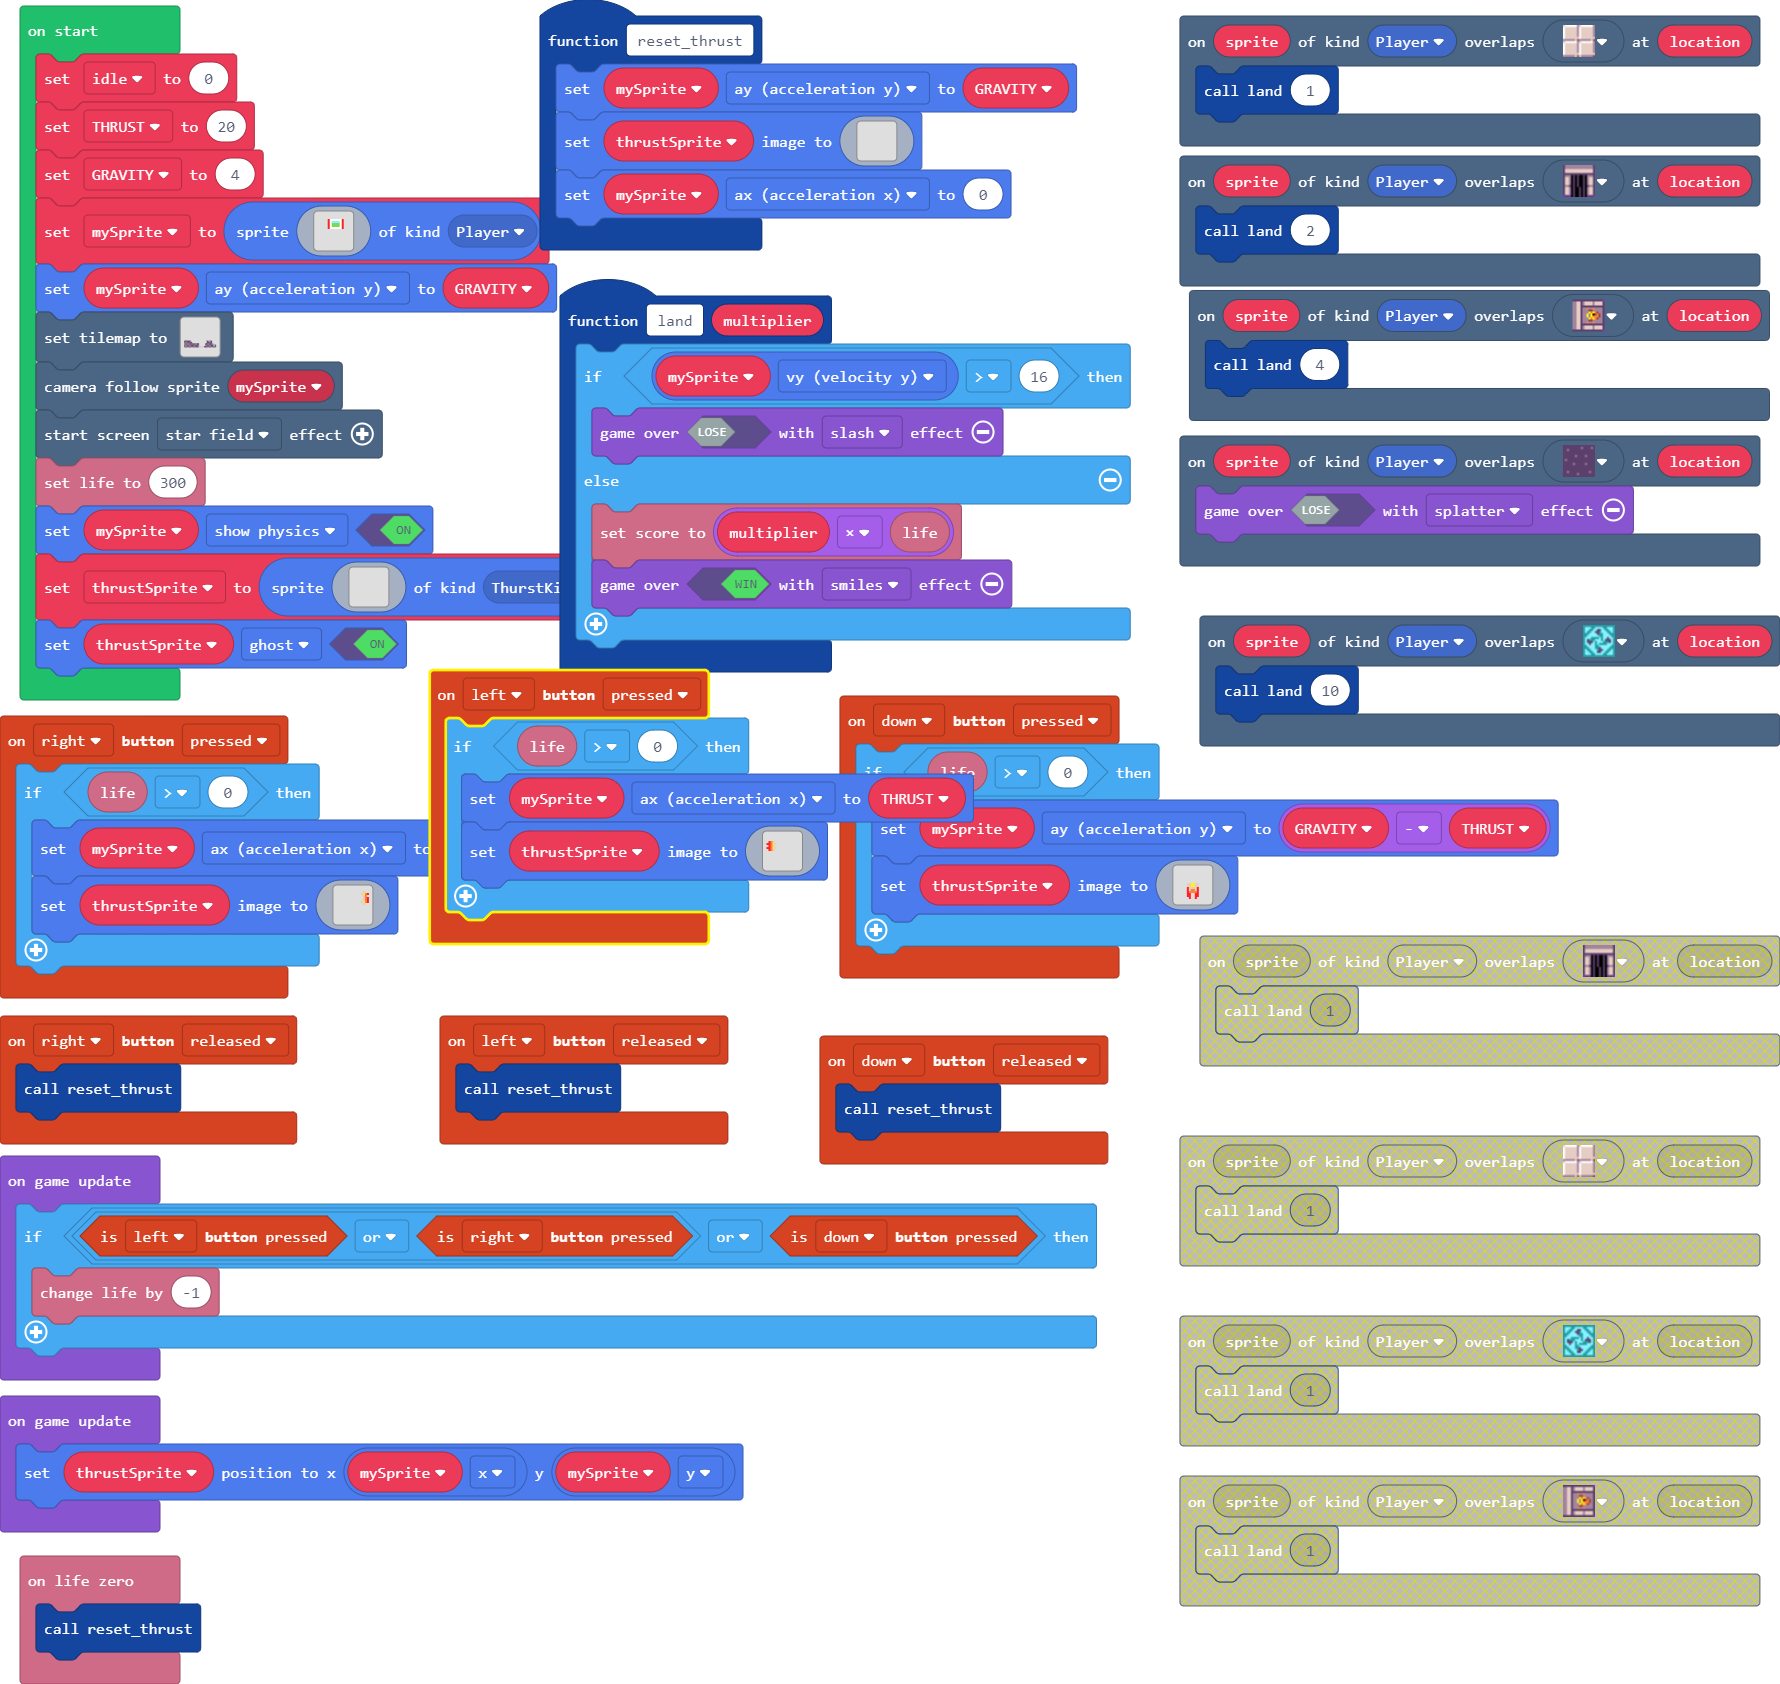 on start
set idle to 0
set THRUST to 20
set GRAVITY to 4
set mySprite to sprite of kind Player
set mySprite ay (acceleration y) to GRAVITY
set tilemap to
camera follow sprite mySprite
start screen star field effect
set life to 300
set mySprite show physics ON
set thrustSprite to sprite of kind ThurstKi
set thrustSprite ghost ON
function reset_thrust
set mySprite ay (acceleration y) to GRAVITY
set thrustSprite image to
set mySprite ax (acceleration x) to 0
function land multiplier
if mySprite vy (velocity y) > 16 then
game over LOSE with slash effect
else
set score to multiplier x life
game over WIN with smiles effect
on sprite of kind Player overlaps at location
call land 1
on sprite of kind Player overlaps at location
call land 2
on sprite of kind Player overlaps at location
call land 4
on sprite of kind Player overlaps at location
game over LOSE with splatter effect
on sprite of kind Player overlaps at location
call land 10
on right button pressed
if life > 0 then
set mySprite ax (acceleration x) to
set thrustSprite image to
on left button pressed
if life > 0 then
set mySprite ax (acceleration x) to THRUST
set thrustSprite image to
on down button pressed
if life > 0 then
set mySprite ay (acceleration y) to GRAVITY - THRUST
set thrustSprite image to
on right button released
call reset_thrust
on left button released
call reset_thrust
on down button released
call reset_thrust
on game update
if is left button pressed or is right button pressed or is down button pressed then
change life by -1
on game update
set thrustSprite position to x mySprite x y mySprite y
on life zero
call reset_thrust
on sprite of kind Player overlaps at location
call land 1
on sprite of kind Player overlaps at location
call land 1
on sprite of kind Player overlaps at location
call land 1
on sprite of kind Player overlaps at location
call land 1